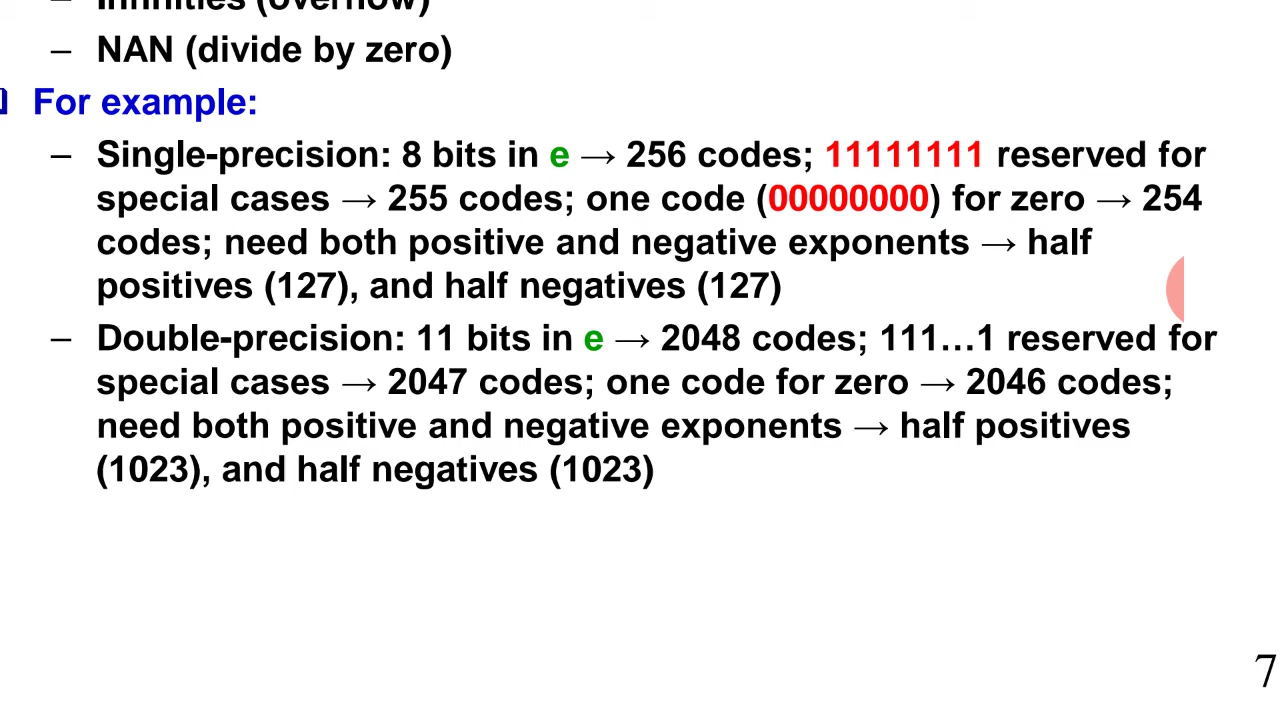 – Infinities (overflow)
– NAN (divide by zero)
For example:
– Single-precision: 8 bits in e → 256 codes; 11111111 reserved for
special cases → 255 codes; one code (00000000) for zero → 254
codes; need both positive and negative exponents → half
positives (127), and half negatives (127)
– Double-precision: 11 bits in e → 2048 codes; 111…1 reserved for
special cases → 2047 codes; one code for zero → 2046 codes;
need both positive and negative exponents → half positives
(1023), and half negatives (1023)
7